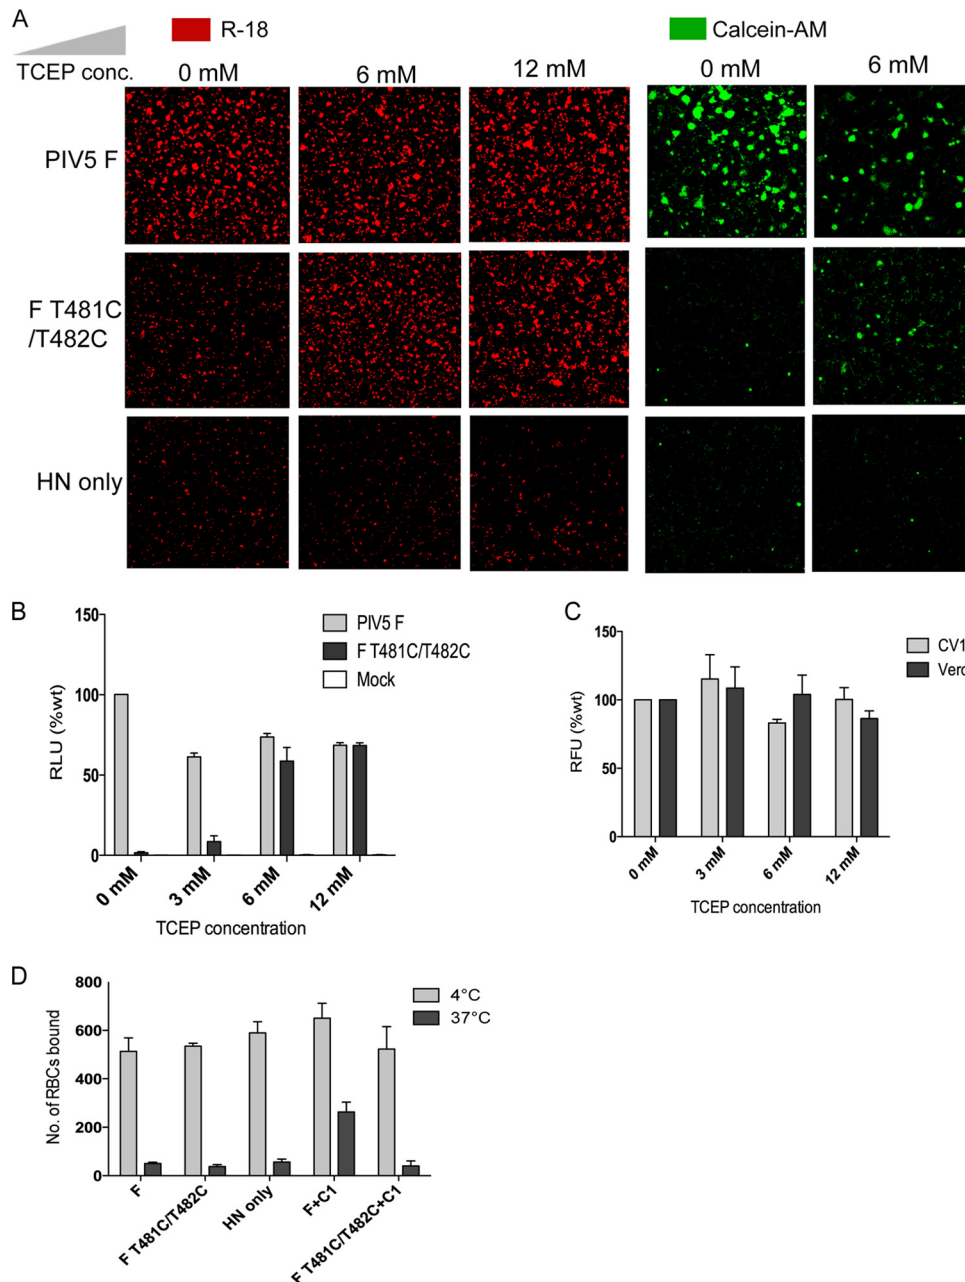 A
R-18
Calcein-AM
TCEP conc.
0 mM
6 mM
12 mM
0 mM
6 mM
PIV5 F
F T481C
/T482C
HN only
B
150
100
50
0
RLU (%wt)
PIV5 F
F T481C/T482C
Mock
0 mM
3 mM
6 mM
12 mM
TCEP concentration
C
150
100
50
0
RFU (%wt)
CV1
Vero
0 mM
3 mM
6 mM
12 mM
TCEP concentration
D
800
600
400
200
0
No. of RBCs bound
4°C
37°C
F
F T481C/T482C
HN only
F+C1
F T481C/T482C+C1